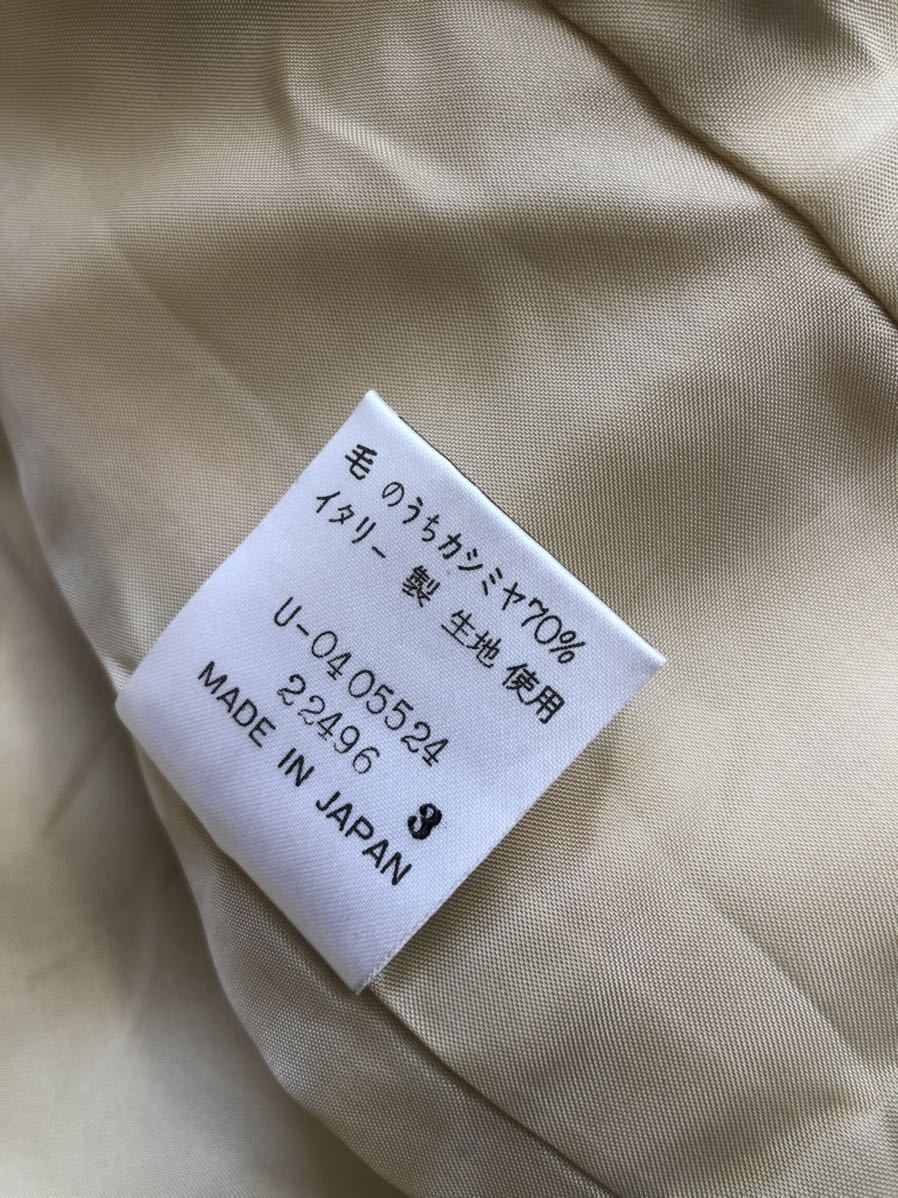 毛 のうちカシミヤ70%
イタリー 製 生地 使用
U-0405524
22496 3
MADE IN JAPAN